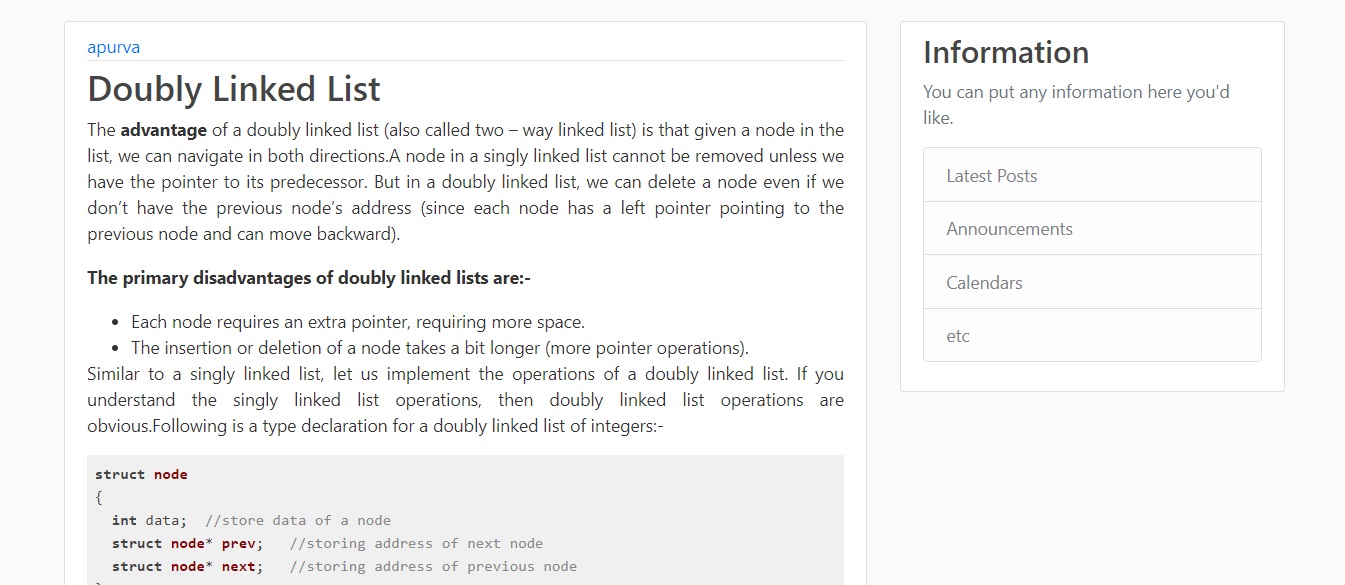 apurva
Doubly Linked List
The advantage of a doubly linked list (also called two – way linked list) is that given a node in the
list, we can navigate in both directions.A node in a singly linked list cannot be removed unless we
have the pointer to its predecessor. But in a doubly linked list, we can delete a node even if we
don’t have the previous node’s address (since each node has a left pointer pointing to the
previous node and can move backward).
The primary disadvantages of doubly linked lists are:-
• Each node requires an extra pointer, requiring more space.
• The insertion or deletion of a node takes a bit longer (more pointer operations).
Similar to a singly linked list, let us implement the operations of a doubly linked list. If you
understand the singly linked list operations, then doubly linked list operations are
obvious.Following is a type declaration for a doubly linked list of integers:-
struct node
{
  int data;  //store data of a node
  struct node* prev;   //storing address of next node
  struct node* next;   //storing address of previous node
Information
You can put any information here you'd
like.
Latest Posts
Announcements
Calendars
etc